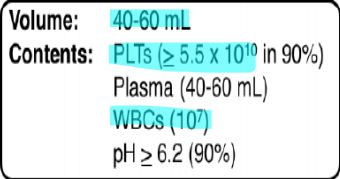 Volume: 40-60 mL
Contents: PLTs (≥ 5.5 x 10¹⁰ in 90%)
Plasma (40-60 mL)
WBCs (10⁷)
pH ≥ 6.2 (90%)